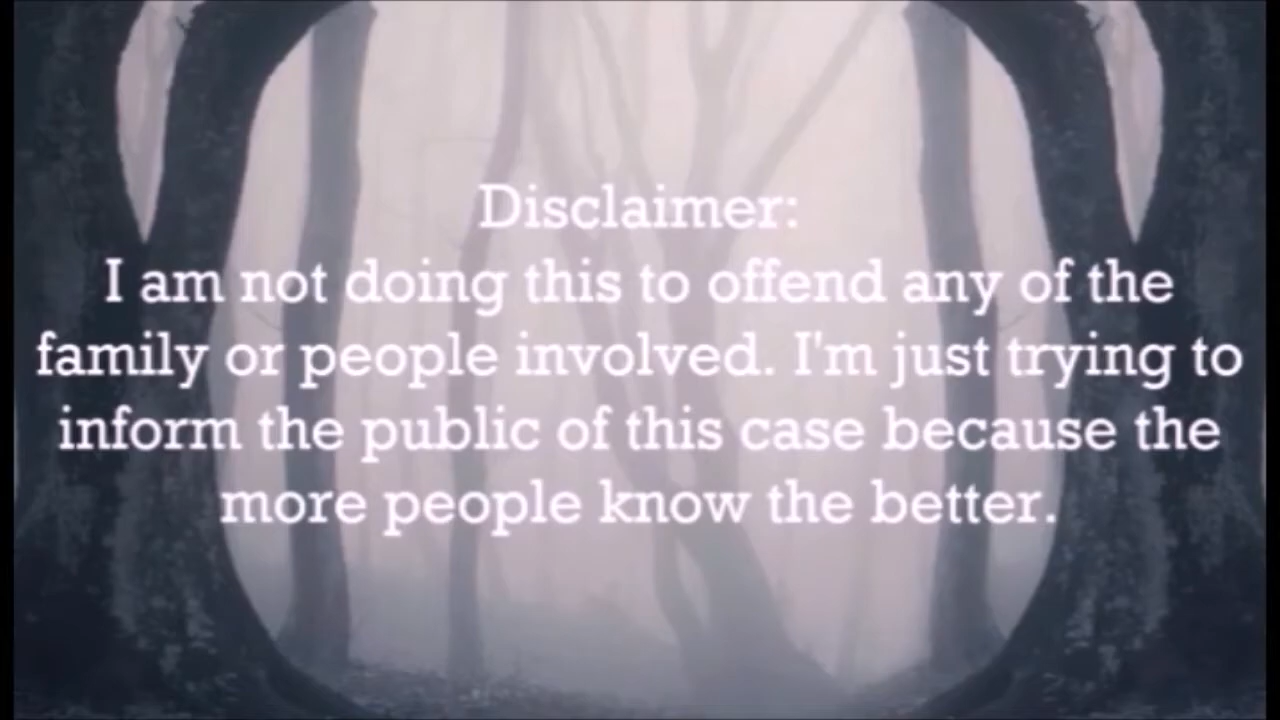 Disclaimer:
I am not doing this to offend any of the
family or people involved. I'm just trying to
inform the public of this case because the
more people know the better.